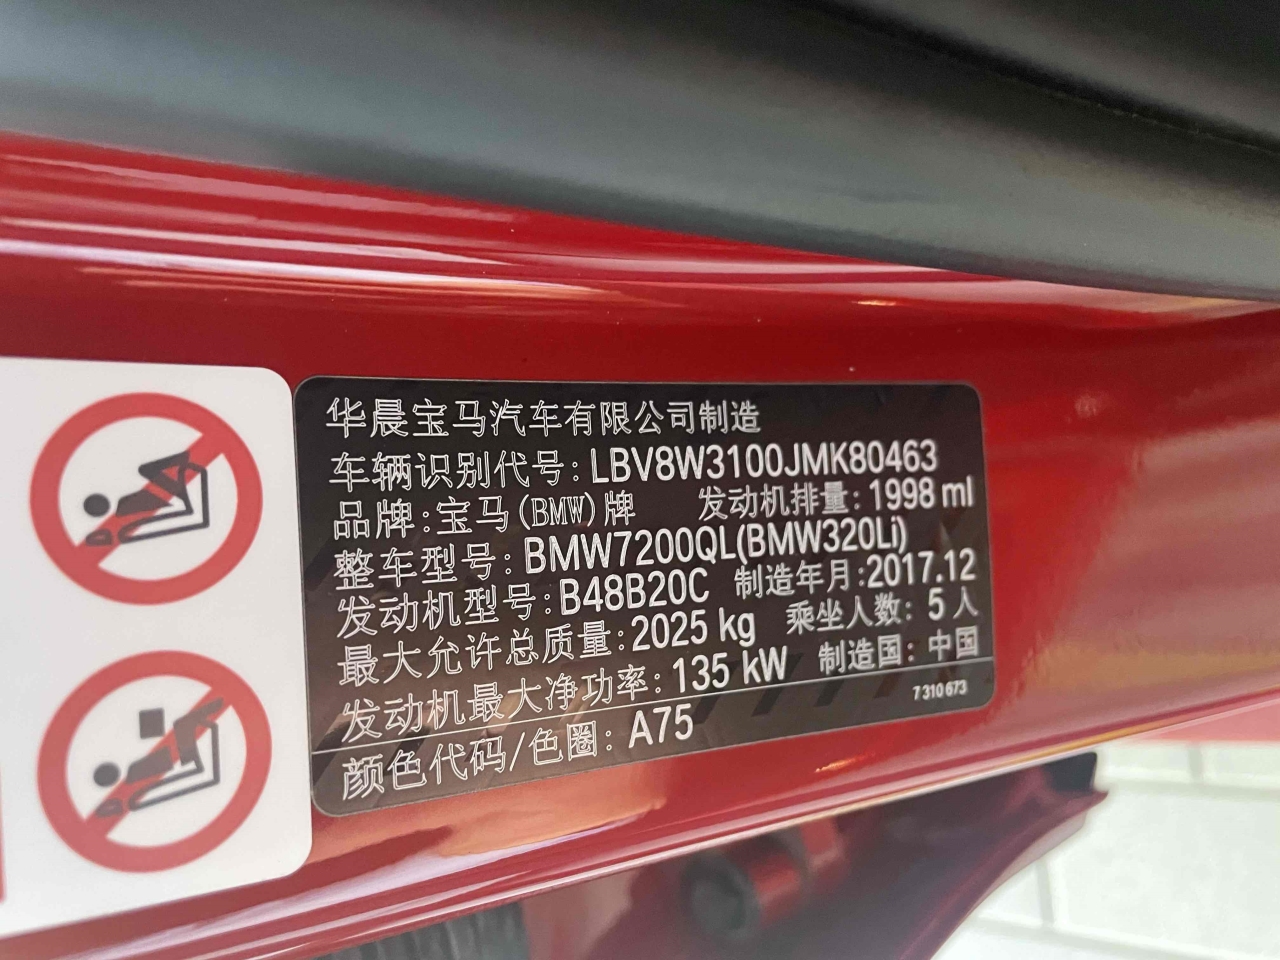 华晨宝马汽车有限公司制造
车辆识别代号:LBV8W3100JMK80463
品牌:宝马(BMW)牌 发动机排量:1998 ml
整车型号:BMW7200QL(BMW320Li)
发动机型号:B48B20C 制造年月:2017.12
最大允许总质量:2025 kg 乘坐人数:5人
发动机最大净功率:135 kW 制造国:中国
7 310 673
颜色代码/色圈:A75